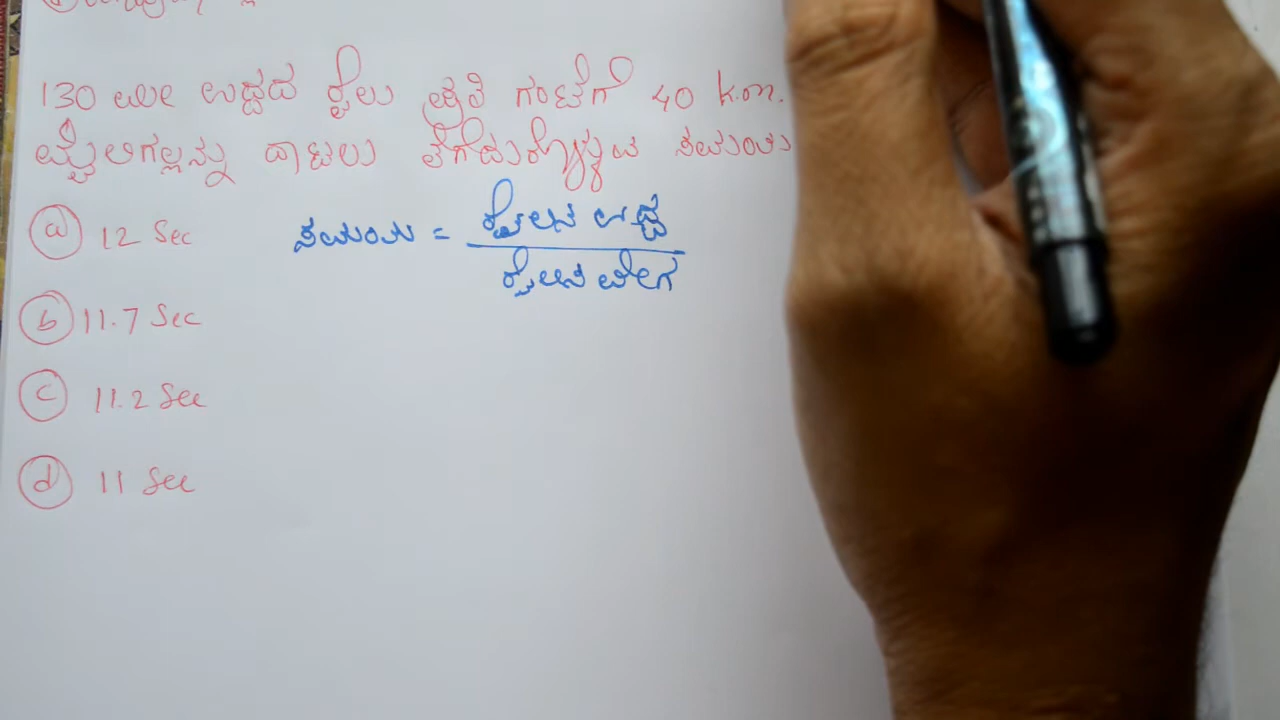 130 ಮೀ ಉದ್ದದ ರೈಲು ಪ್ರತಿ ಗಂಟೆಗೆ 40 k.m.
ಮೈಲಿಗಲ್ಲನ್ನು ದಾಟಲು ತೆಗೆದುಕೊಳ್ಳುವ ಸಮಯ
ಸಮಯ = ರೈಲಿನ ಉದ್ದ
ರೈಲಿನ ವೇಗ
a 12 Sec
b 11.7 Sec
c 11.2 Sec
d 11 Sec